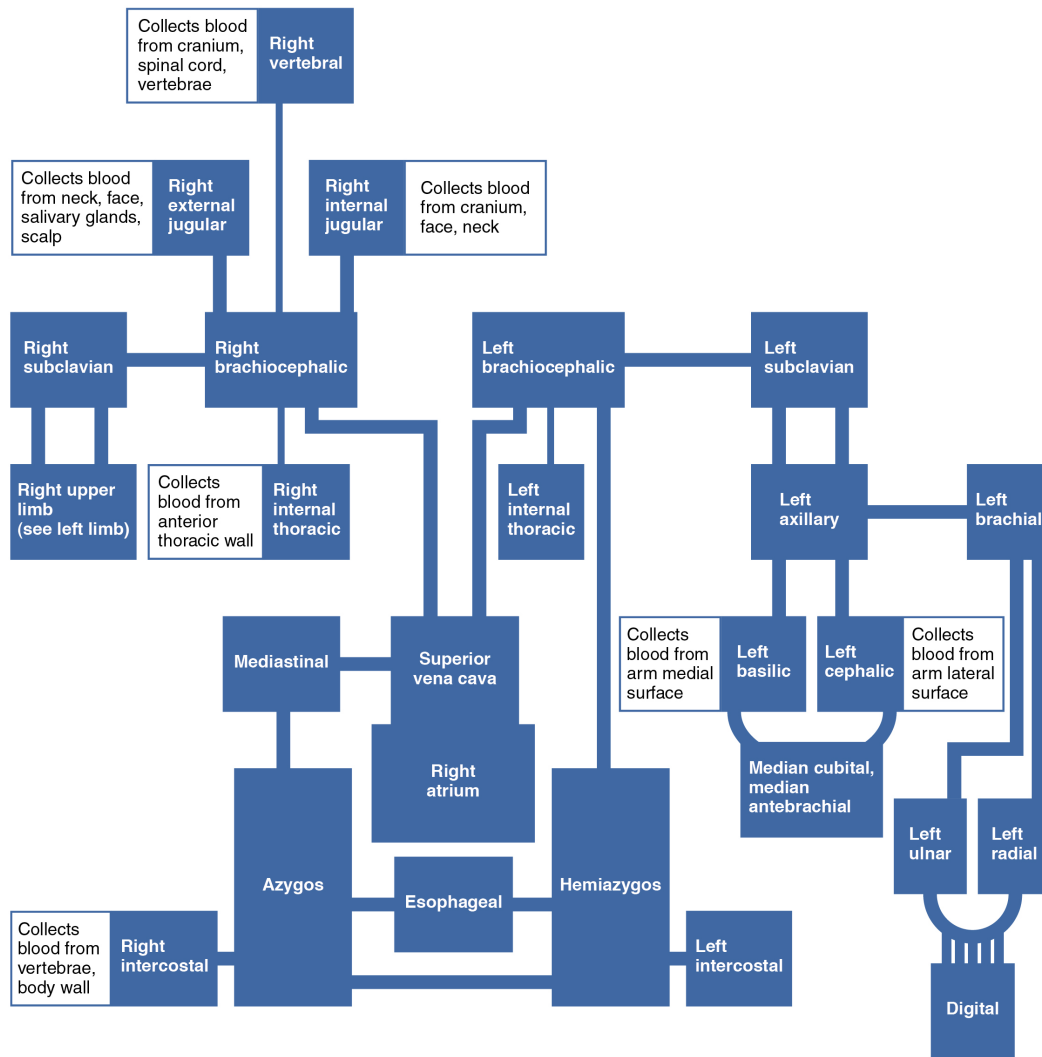 Collects blood
from cranium,
spinal cord,
vertebrae
Right
vertebral
Collects blood
from neck, face,
salivary glands,
scalp
Right
external
jugular
Right
internal
jugular
Collects blood
from cranium,
face, neck
Right
subclavian
Right
brachiocephalic
Left
brachiocephalic
Left
subclavian
Right upper
limb
(see left limb)
Collects
blood from
anterior
thoracic wall
Right
internal
thoracic
Left
internal
thoracic
Left
axillary
Left
brachial
Mediastinal
Superior
vena cava
Collects
blood from
arm medial
surface
Left
basilic
Left
cephalic
Collects
blood from
arm lateral
surface
Right
atrium
Median cubital,
median
antebrachial
Left
ulnar
Left
radial
Azygos
Esophageal
Hemiazygos
Collects
blood from
vertebrae,
body wall
Right
intercostal
Left
intercostal
Digital